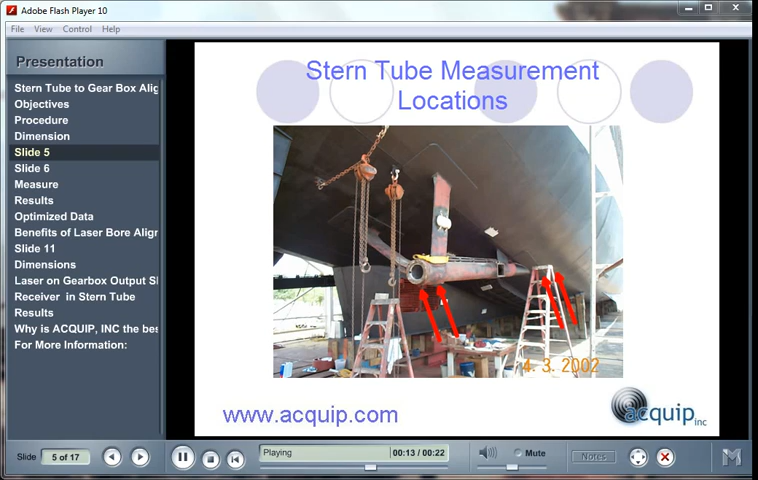 Adobe Flash Player 10
File View Control Help
Presentation
Stern Tube to Gear Box Alig
Objectives
Procedure
Dimension
Slide 5
Slide 6
Measure
Results
Optimized Data
Benefits of Laser Bore Alignr
Slide 11
Dimensions
Laser on Gearbox Output Sl
Receiver in Stern Tube
Results
Why is ACQUIP, INC the bes
For More Information:
Stern Tube Measurement
Locations
4. 3. 2002
www.acquip.com
acquip inc
Slide 5 of 17
Playing 00:13 / 00:22
Mute
Notes